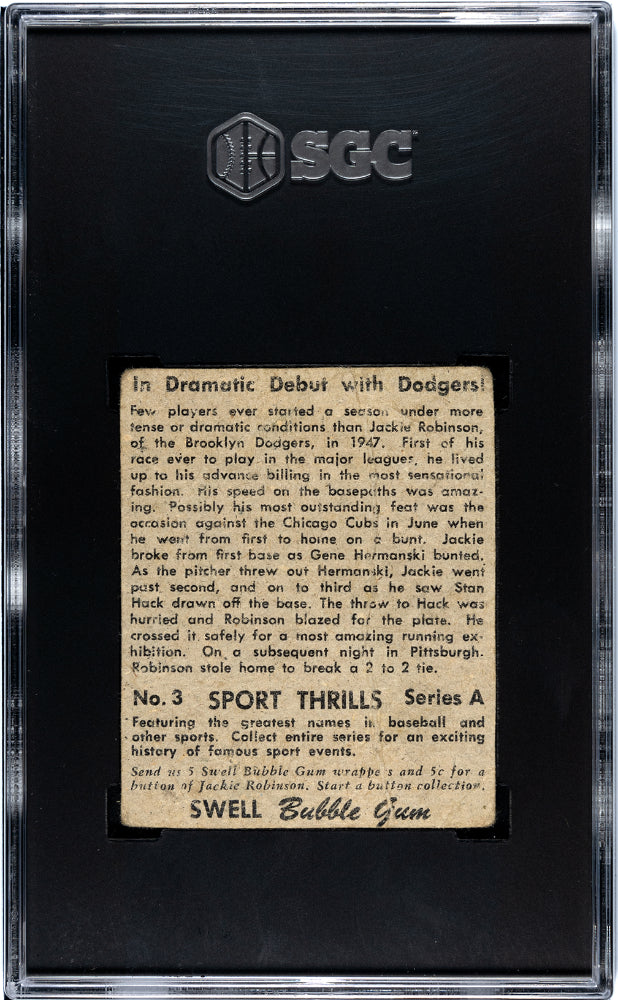 SGC
In Dramatic Debut with Dodgers!
Few players ever started a season under more
tense or dramatic conditions than Jackie Robinson,
of the Brooklyn Dodgers, in 1947. First of his
race ever to play in the major leagues, he lived
up to his advance billing in the most sensational
fashion. His speed on the basepaths was amaz-
ing. Possibly his most outstanding feat was the
occasion against the Chicago Cubs in June when
he went from first to home on a bunt. Jackie
broke from first base as Gene Hermanski bunted.
As the pitcher threw out Hermanski, Jackie went
past second, and on to third as he saw Stan
Hack drawn off the base. The throw to Hack was
hurried and Robinson blazed for the plate. He
crossed it safely for a most amazing running ex-
hibition. On a subsequent night in Pittsburgh.
Robinson stole home to break a 2 to 2 tie.
No. 3 SPORT THRILLS Series A
Featuring the greatest names in baseball and
other sports. Collect entire series for an exciting
history of famous sport events.
Send us 5 Swell Bubble Gum wrappers and 5c for a
button of Jackie Robinson. Start a button collection.
SWELL Bubble Gum